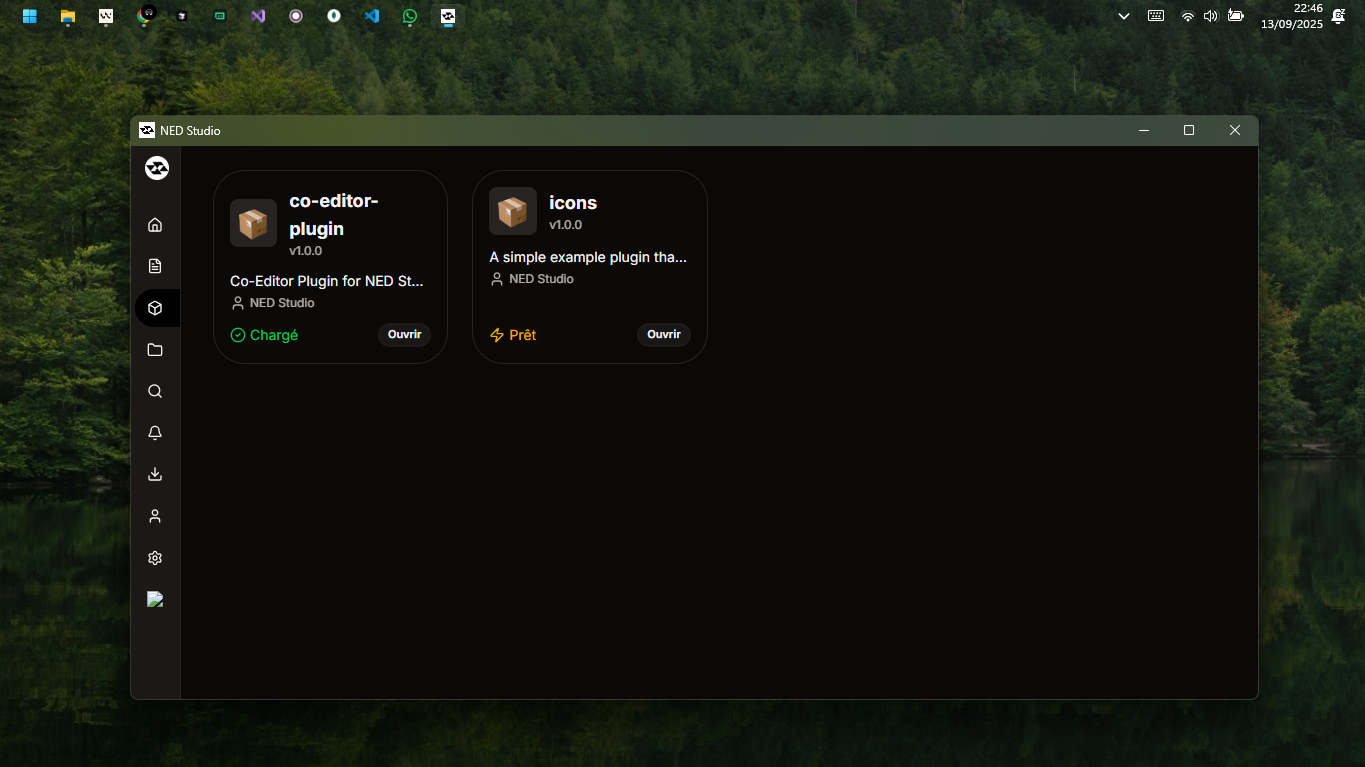 22:46
13/09/2025
NED Studio
co-editor-
plugin
v1.0.0
Co-Editor Plugin for NED St...
NED Studio
Chargé
Ouvrir
icons
v1.0.0
A simple example plugin tha...
NED Studio
Prêt
Ouvrir